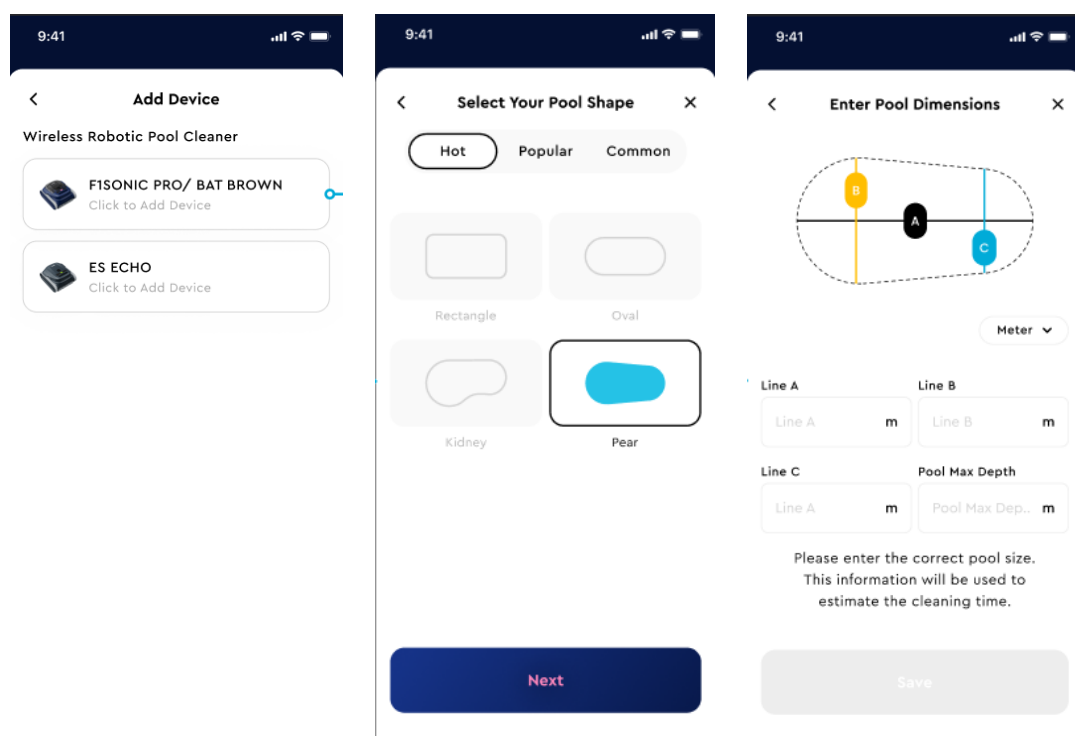 9:41
Add Device
Wireless Robotic Pool Cleaner
F1SONIC PRO/ BAT BROWN
Click to Add Device
ES ECHO
Click to Add Device
9:41
Select Your Pool Shape
Hot Popular Common
Rectangle Oval
Kidney Pear
Next
9:41
Enter Pool Dimensions
B
A
C
Meter
Line A Line B
Line A m Line B m
Line C Pool Max Depth
Line A m Pool Max Dep.. m
Please enter the correct pool size.
This information will be used to
estimate the cleaning time.
Save